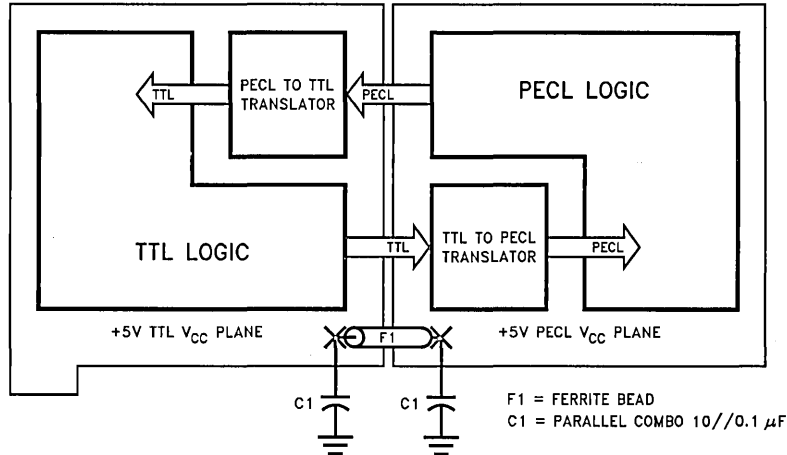 PECL TO TTL
TRANSLATOR
TTL
PECL
PECL LOGIC
TTL LOGIC
TTL
TTL TO PECL
TRANSLATOR
PECL
+5V TTL VCC PLANE
F1
+5V PECL VCC PLANE
C1
C1
F1 = FERRITE BEAD
C1 = PARALLEL COMBO 10//0.1 μF